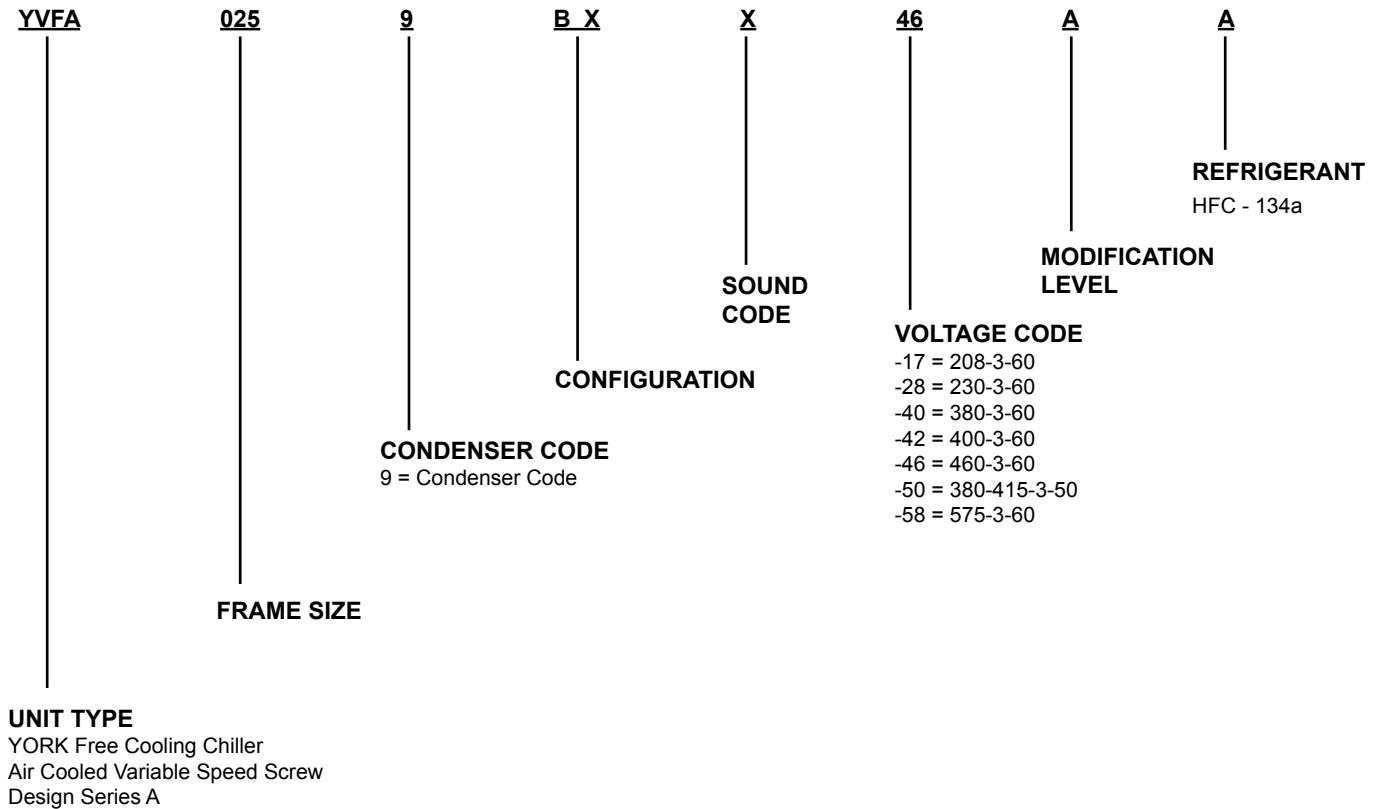 YVFA 025 9 B X X 46 A A
REFRIGERANT
HFC - 134a
MODIFICATION
LEVEL
SOUND
CODE
VOLTAGE CODE
-17 = 208-3-60
-28 = 230-3-60
-40 = 380-3-60
-42 = 400-3-60
-46 = 460-3-60
-50 = 380-415-3-50
-58 = 575-3-60
CONFIGURATION
CONDENSER CODE
9 = Condenser Code
FRAME SIZE
UNIT TYPE
YORK Free Cooling Chiller
Air Cooled Variable Speed Screw
Design Series A